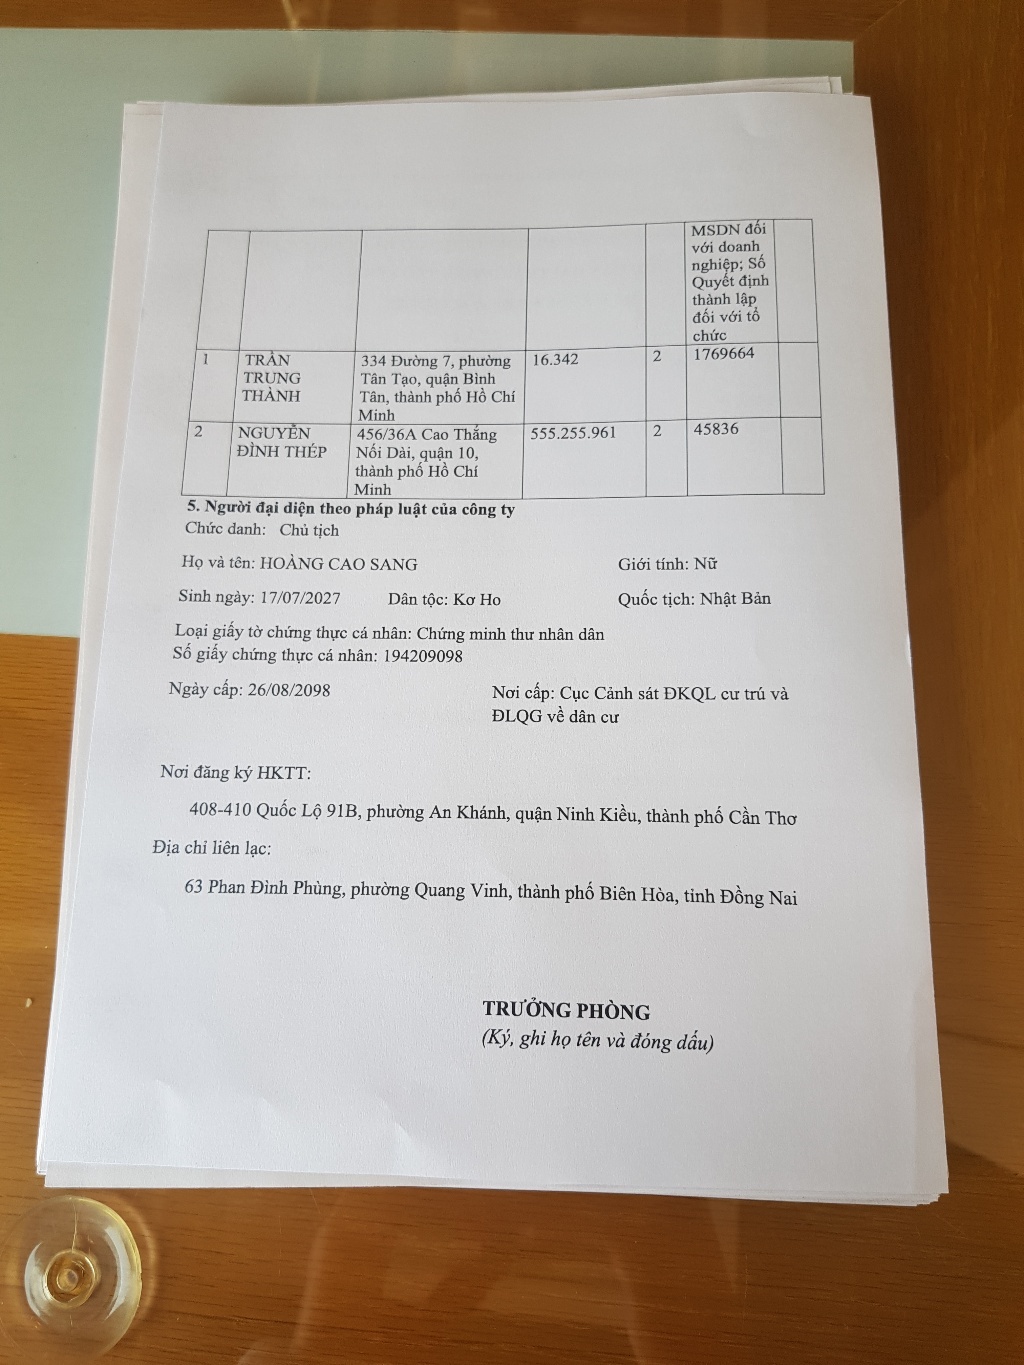 MSDN đối
với doanh
nghiệp; Số
Quyết định
thành lập
đối với tổ
chức
1 TRẦN 334 Đường 7, phường 16.342 2 1769664
TRUNG Tân Tạo, quận Bình
THÀNH Tân, thành phố Hồ Chí
Minh
2 NGUYỄN 456/36A Cao Thắng 555.255.961 2 45836
ĐÌNH THÉP Nối Dài, quận 10,
thành phố Hồ Chí
Minh
5. Người đại diện theo pháp luật của công ty
Chức danh: Chủ tịch
Họ và tên: HOÀNG CAO SANG Giới tính: Nữ
Sinh ngày: 17/07/2027 Dân tộc: Kơ Ho Quốc tịch: Nhật Bản
Loại giấy tờ chứng thực cá nhân: Chứng minh thư nhân dân
Số giấy chứng thực cá nhân: 194209098
Ngày cấp: 26/08/2098 Nơi cấp: Cục Cảnh sát ĐKQL cư trú và
ĐLQG về dân cư
Nơi đăng ký HKTT:
408-410 Quốc Lộ 91B, phường An Khánh, quận Ninh Kiều, thành phố Cần Thơ
Địa chỉ liên lạc:
63 Phan Đình Phùng, phường Quang Vinh, thành phố Biên Hòa, tỉnh Đồng Nai
TRƯỞNG PHÒNG
(Ký, ghi họ tên và đóng dấu)